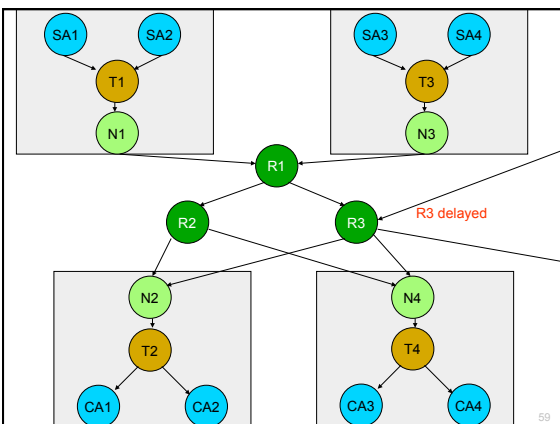 SA1 SA2 SA3 SA4
T1 T3
N1 N3
R1
R2 R3 R3 delayed
N2 N4
T2 T4
CA1 CA2 CA3 CA4
59